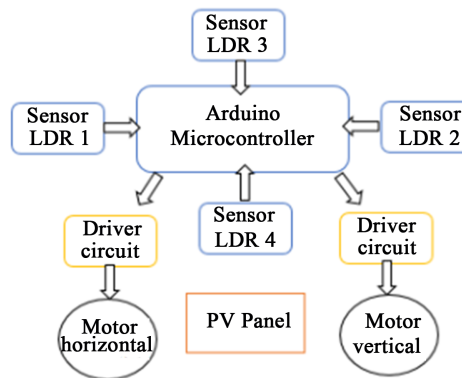 Sensor
LDR 3
Sensor
LDR 1
Arduino
Microcontroller
Sensor
LDR 2
Sensor
LDR 4
Driver
circuit
Driver
circuit
Motor
horizontal
PV Panel
Motor
vertical